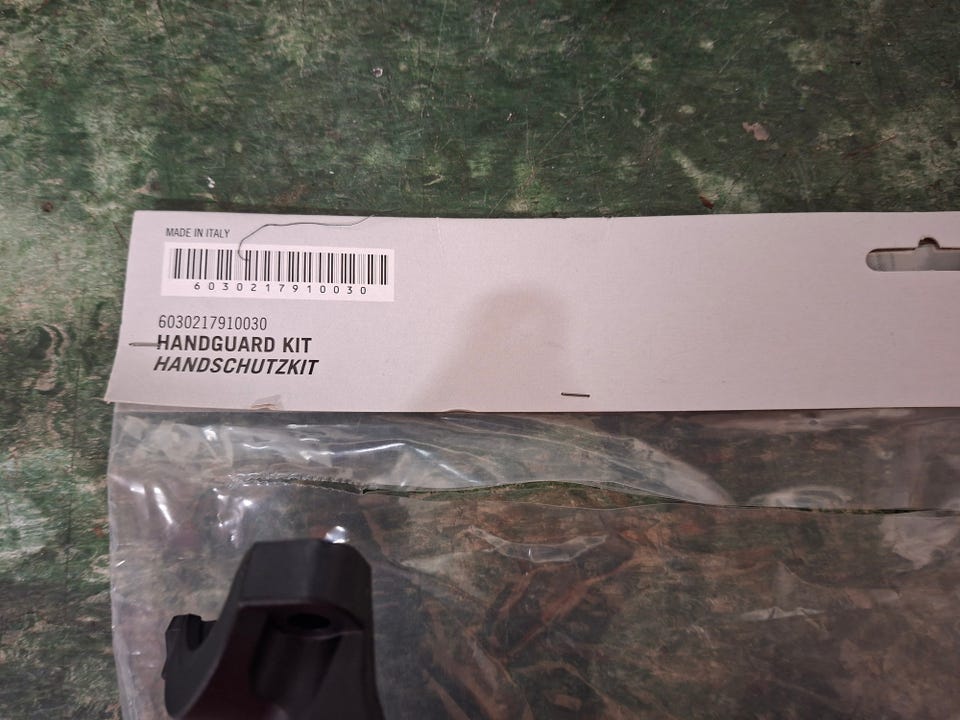 MADE IN ITALY
6030217910030
6030217910030
HANDGUARD KIT
HANDSCHUTZKIT